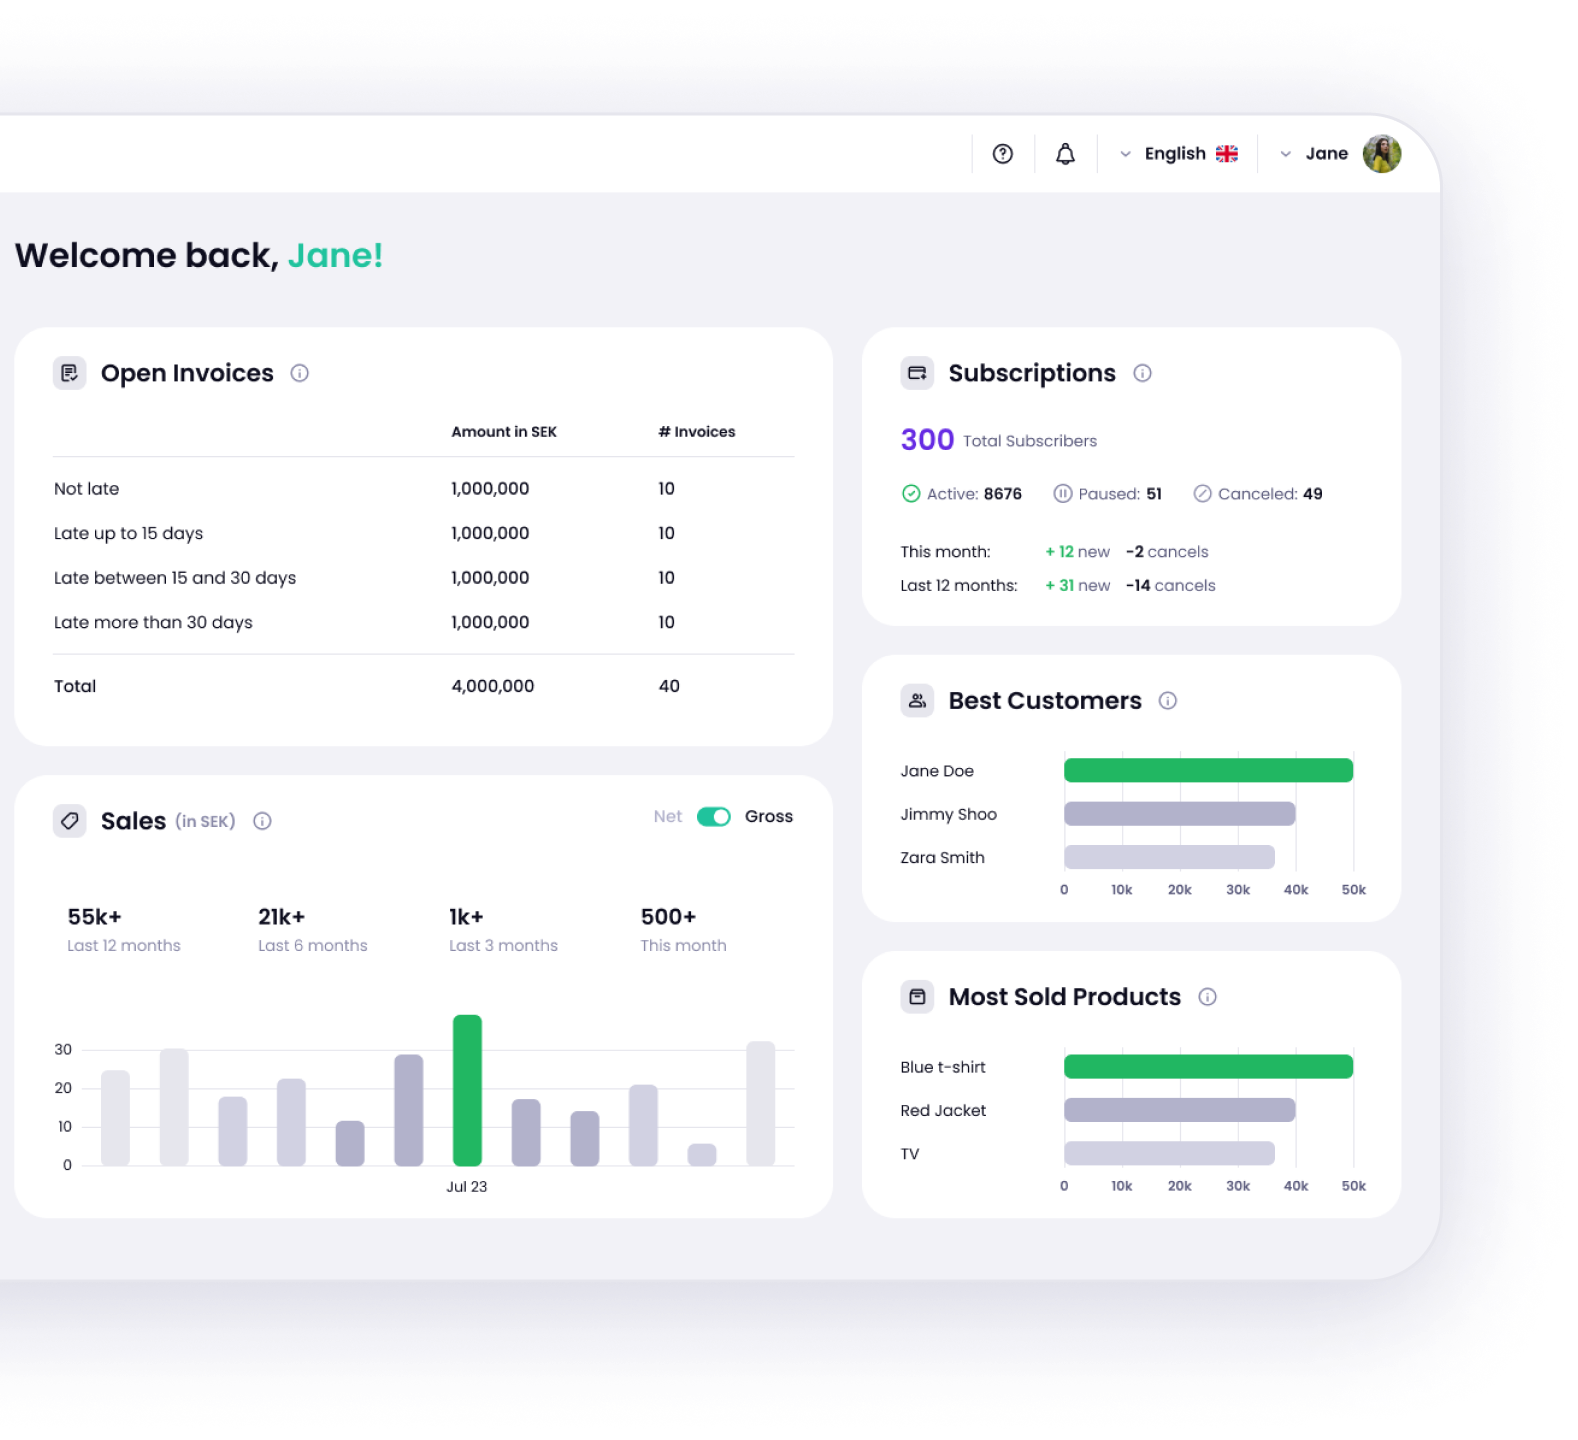 English
Jane
Welcome back, Jane!
Open Invoices
Amount in SEK # Invoices
Not late 1,000,000 10
Late up to 15 days 1,000,000 10
Late between 15 and 30 days 1,000,000 10
Late more than 30 days 1,000,000 10
Total 4,000,000 40
Subscriptions
300 Total Subscribers
Active: 8676 Paused: 51 Canceled: 49
This month: + 12 new -2 cancels
Last 12 months: + 31 new -14 cancels
Best Customers
Jane Doe
Jimmy Shoo
Zara Smith
0 10k 20k 30k 40k 50k
Sales (in SEK)
Net Gross
55k+ 21k+ 1k+ 500+
Last 12 months Last 6 months Last 3 months This month
30
20
10
0
Jul 23
Most Sold Products
Blue t-shirt
Red Jacket
TV
0 10k 20k 30k 40k 50k